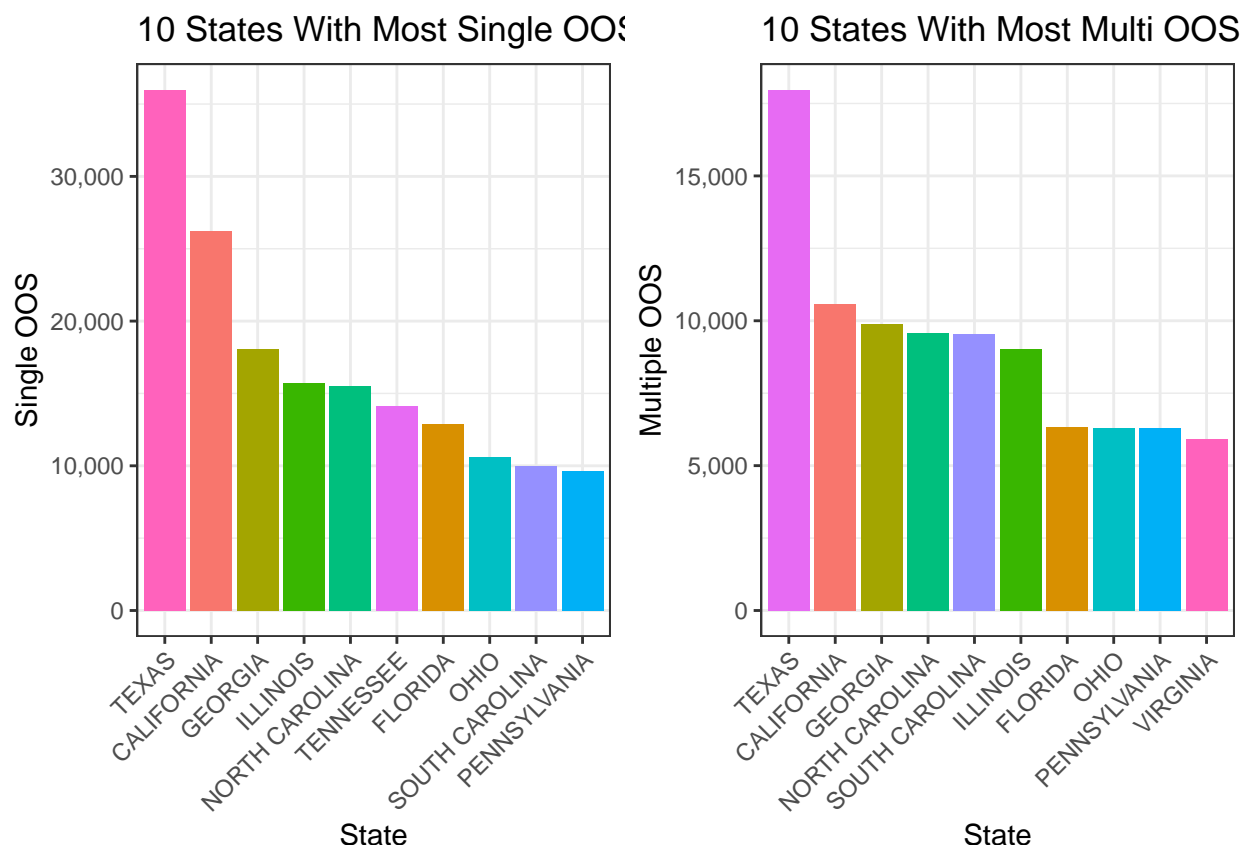 10 States With Most Single OOS
30,000
20,000
10,000
0
Single OOS
TEXAS
CALIFORNIA
GEORGIA
ILLINOIS
NORTH CAROLINA
TENNESSEE
FLORIDA
OHIO
SOUTH CAROLINA
PENNSYLVANIA
State
10 States With Most Multi OOS
15,000
10,000
5,000
0
Multiple OOS
TEXAS
CALIFORNIA
GEORGIA
NORTH CAROLINA
SOUTH CAROLINA
ILLINOIS
FLORIDA
OHIO
PENNSYLVANIA
VIRGINIA
State